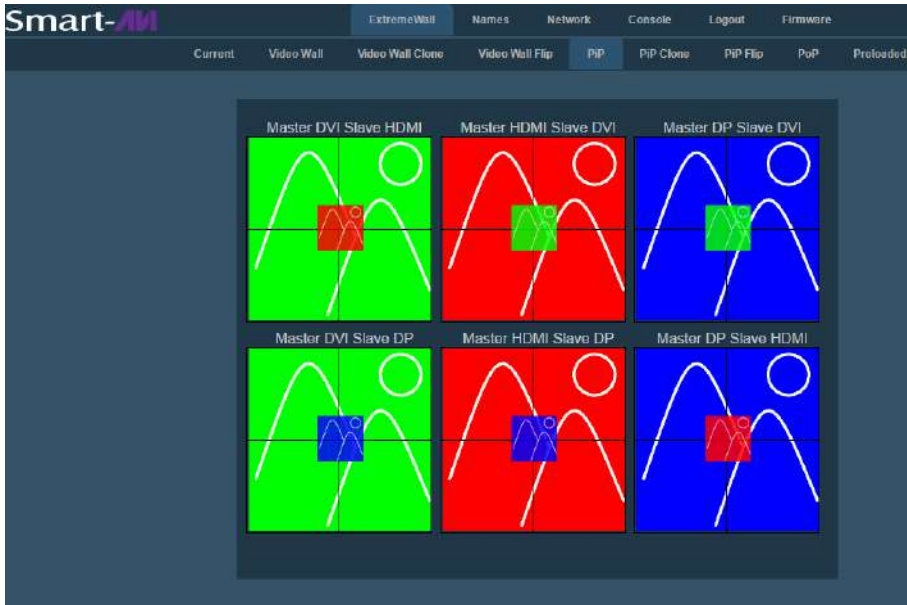 Smart-AVI
ExtremeWall Names Network Console Logout Firmware
Current Video Wall Video Wall Clone Video Wall Flip PiP PiP Clone PiP Flip PoP Preloaded
Master DVI Slave HDMI Master HDMI Slave DVI Master DP Slave DVI
Master DVI Slave DP Master HDMI Slave DP Master DP Slave HDMI